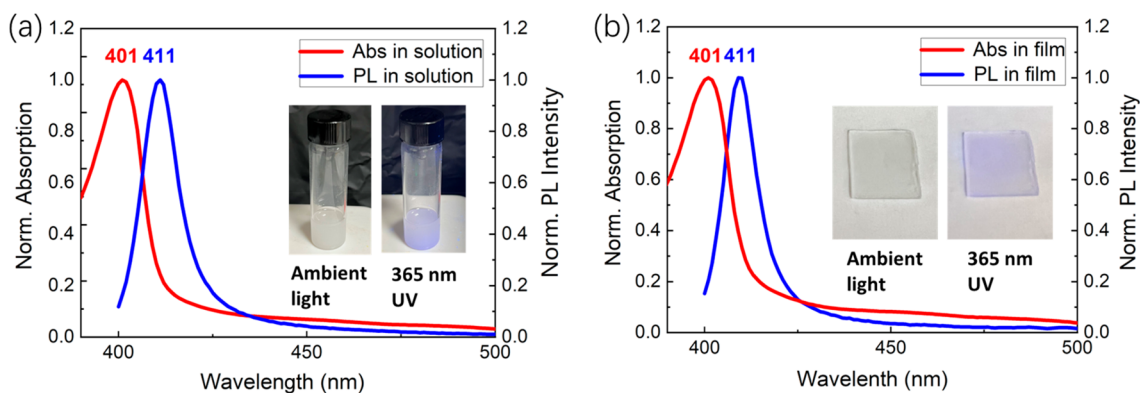 (a)
1.2
1.0
0.8
0.6
0.4
0.2
0.0
Norm. Absorption
401 411
Abs in solution
PL in solution
Ambient
light
365 nm
UV
1.2
1.0
0.8
0.6
0.4
0.2
0.0
Norm. PL Intensity
400
450
500
Wavelength (nm)
(b)
1.2
1.0
0.8
0.6
0.4
0.2
0.0
Norm. Absorption
401 411
Abs in film
PL in film
Ambient
light
365 nm
UV
1.2
1.0
0.8
0.6
0.4
0.2
0.0
Norm. PL Intensity
400
450
500
Wavelenth (nm)